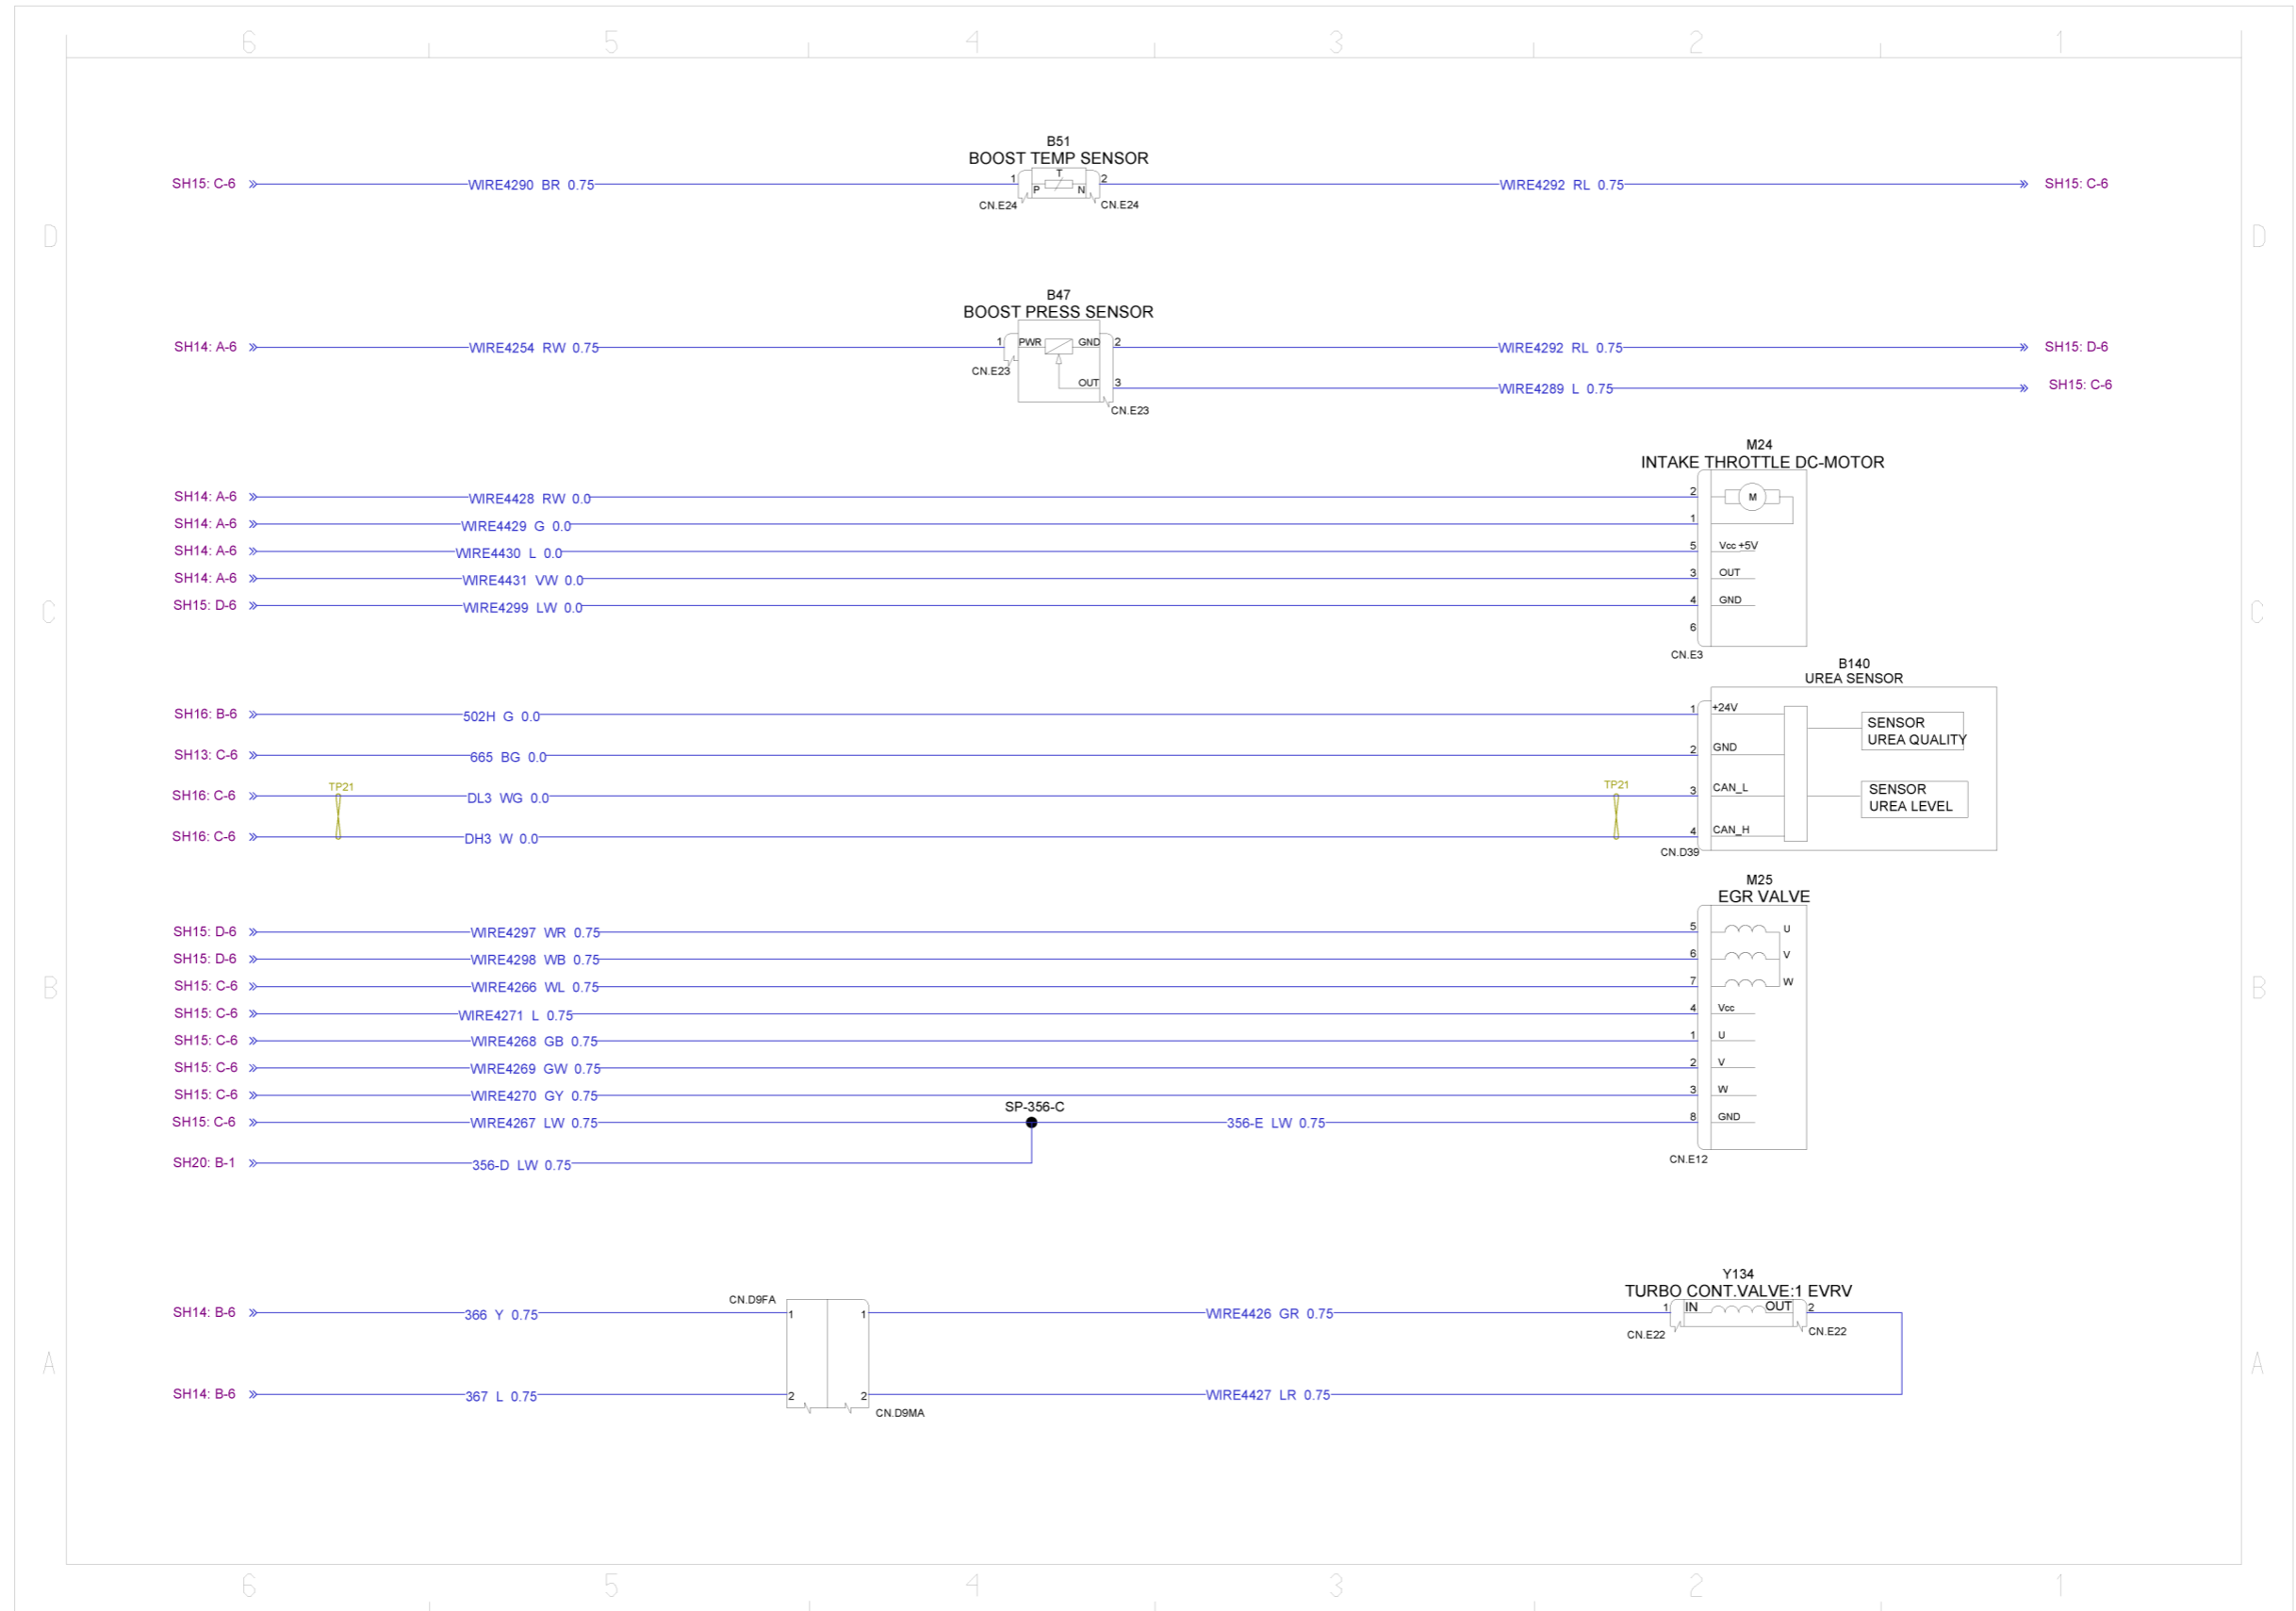 6 5 4 3 2 1
B51
BOOST TEMP SENSOR
SH15: C-6 WIRE4290 BR 0.75 1 P T N 2 WIRE4292 RL 0.75 SH15: C-6
CN.E24 CN.E24
D D
B47
BOOST PRESS SENSOR
SH14: A-6 WIRE4254 RW 0.75 1 PWR GND 2 WIRE4292 RL 0.75 SH15: D-6
CN.E23
OUT 3 WIRE4289 L 0.75 SH15: C-6
CN.E23
M24
INTAKE THROTTLE DC-MOTOR
SH14: A-6 WIRE4428 RW 0.0 2 M
SH14: A-6 WIRE4429 G 0.0 1
SH14: A-6 WIRE4430 L 0.0 5 Vcc +5V
SH14: A-6 WIRE4431 VW 0.0 3 OUT
SH15: D-6 WIRE4299 LW 0.0 4 GND
C C
6
CN.E3
B140
UREA SENSOR
SH16: B-6 502H G 0.0 1 +24V
SENSOR
UREA QUALITY
SH13: C-6 665 BG 0.0 2 GND
TP21 TP21
SH16: C-6 DL3 WG 0.0 3 CAN_L
SENSOR
UREA LEVEL
SH16: C-6 DH3 W 0.0 4 CAN_H
CN.D39
M25
EGR VALVE
SH15: D-6 WIRE4297 WR 0.75 5 U
SH15: D-6 WIRE4298 WB 0.75 6 V
B B
SH15: C-6 WIRE4266 WL 0.75 7 W
SH15: C-6 WIRE4271 L 0.75 4 Vcc
SH15: C-6 WIRE4268 GB 0.75 1 U
SH15: C-6 WIRE4269 GW 0.75 2 V
SH15: C-6 WIRE4270 GY 0.75 3 W
SP-356-C
SH15: C-6 WIRE4267 LW 0.75 356-E LW 0.75 8 GND
SH20: B-1 356-D LW 0.75
CN.E12
Y134
TURBO CONT.VALVE:1 EVRV
CN.D9FA
SH14: B-6 366 Y 0.75 1 1 WIRE4426 GR 0.75 1 IN OUT 2
CN.E22 CN.E22
A A
SH14: B-6 367 L 0.75 2 2 WIRE4427 LR 0.75
CN.D9MA
6 5 4 3 2 1